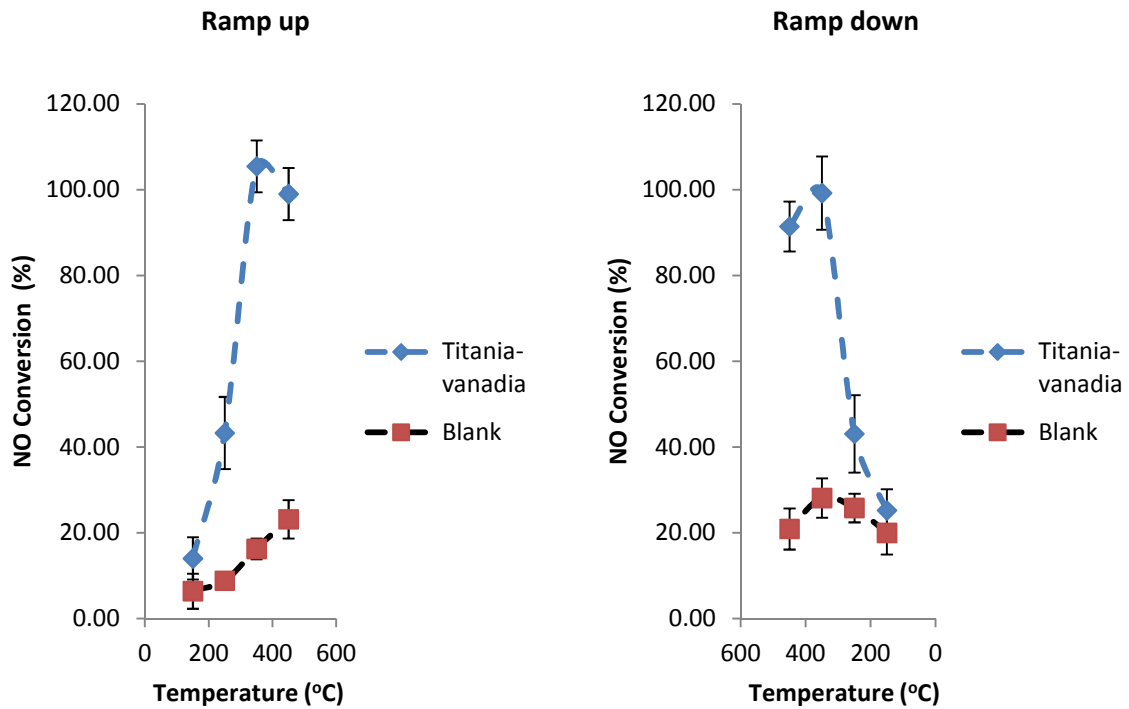 Ramp up
120.00
100.00
80.00
60.00
40.00
20.00
0.00
0 200 400 600
NO Conversion (%)
Temperature (°C)
Titania-
vanadia
Blank
Ramp down
120.00
100.00
80.00
60.00
40.00
20.00
0.00
600 400 200 0
NO Conversion (%)
Temperature (°C)
Titania-
vanadia
Blank